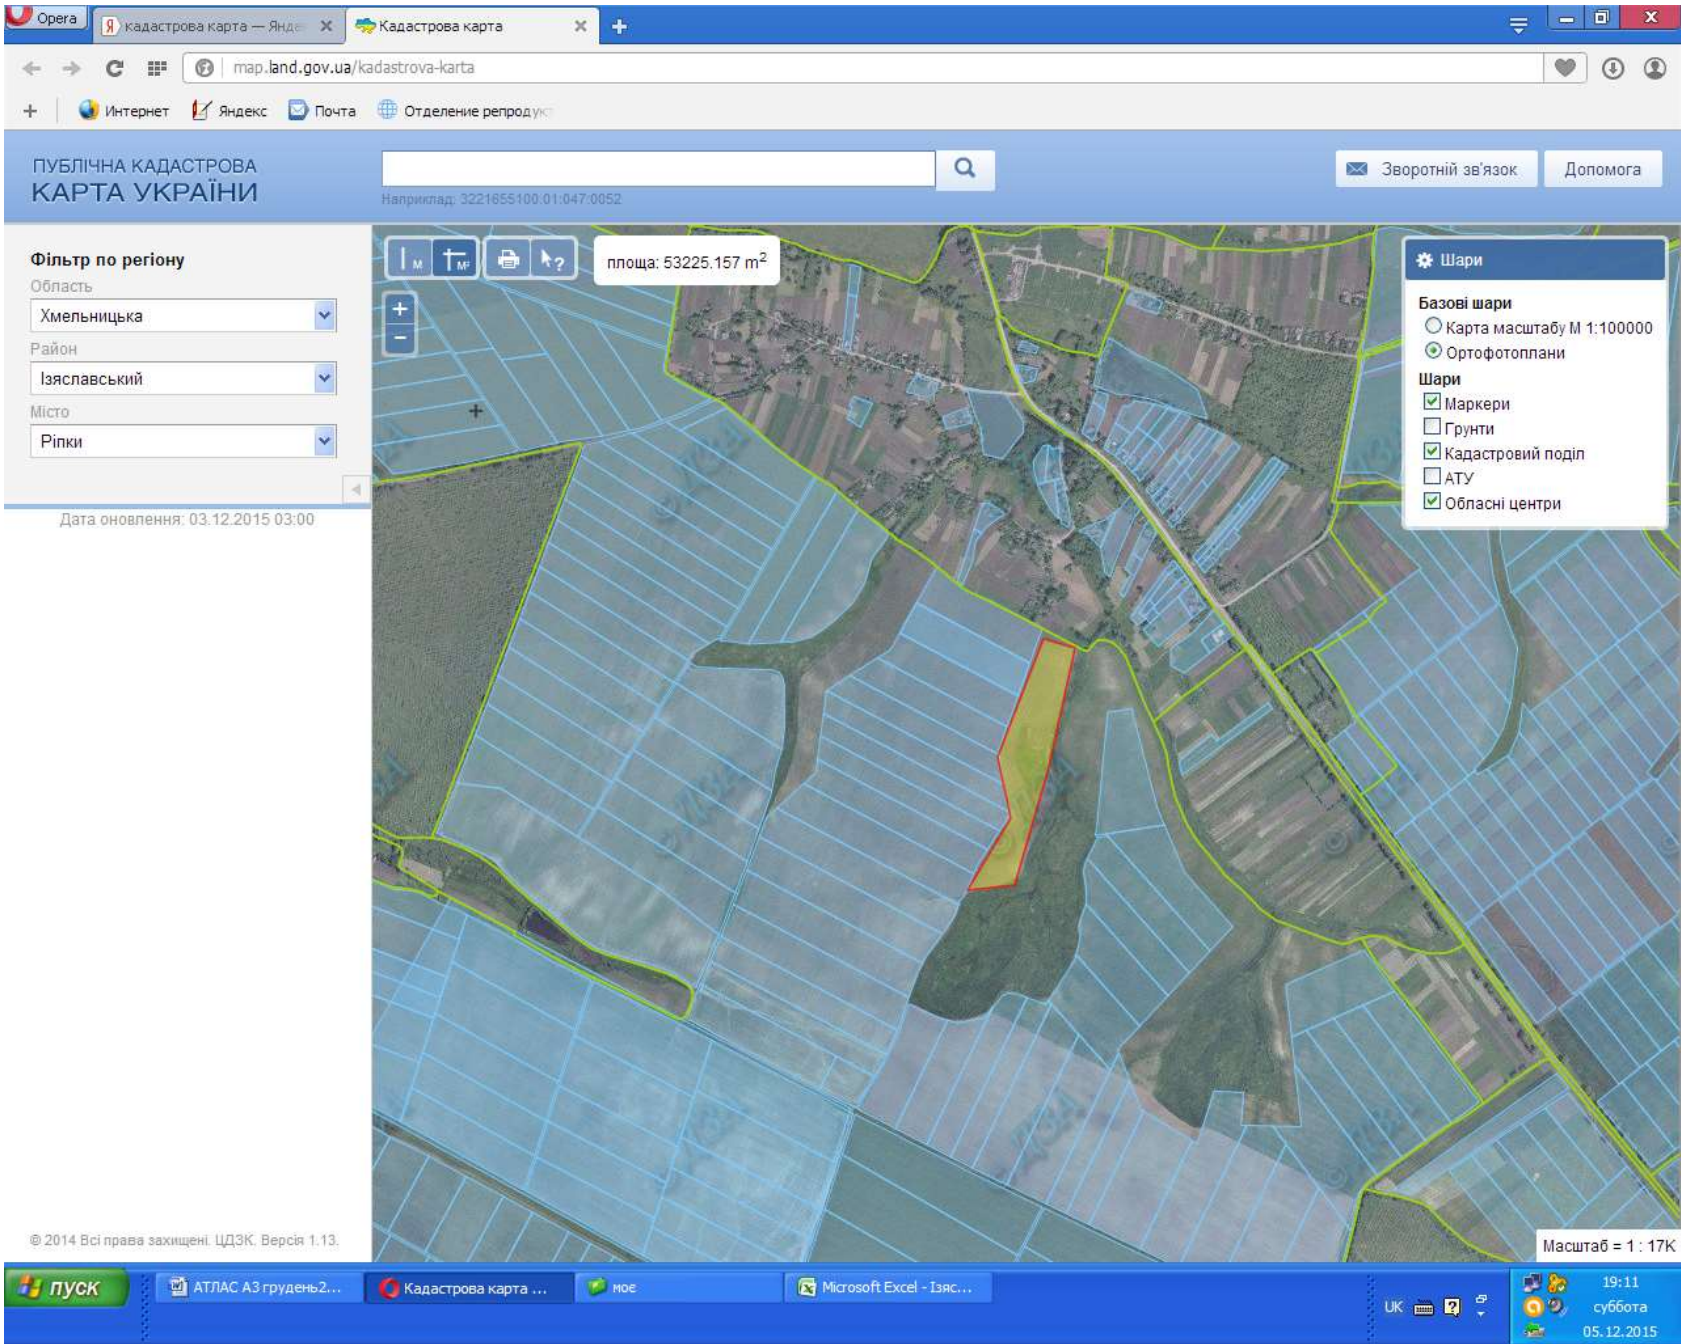 Opera
кадастрова карта — Янде
Кадастрова карта
map.land.gov.ua/kadastrova-karta
Интернет
Яндекс
Почта
Отделение репродук
ПУБЛІЧНА КАДАСТРОВА
КАРТА УКРАЇНИ
Наприклад: 3221655100:01:047:0052
Зворотній зв'язок
Допомога
Фільтр по регіону
Область
Хмельницька
Район
Ізяславський
Місто
Ріпки
Дата оновлення: 03.12.2015 03:00
м
м²
площа: 53225.157 m²
+
−
Шари
Базові шари
Карта масштабу М 1:100000
Ортофотоплани
Шари
Маркери
Грунти
Кадастровий поділ
АТУ
Обласні центри
© 2014 Всі права захищені. ЦДЗК. Версія 1.13.
Масштаб = 1 : 17K
пуск
АТЛАС А3 грудень2...
Кадастрова карта ...
моє
Microsoft Excel - Ізяс...
UK
19:11
суббота
05.12.2015